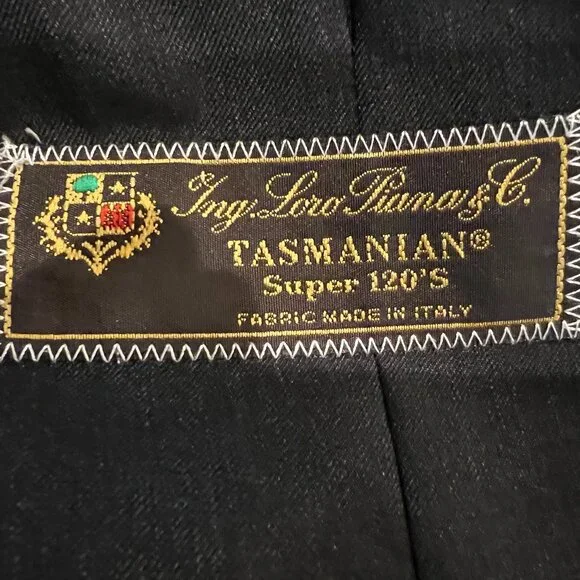 Ing. Loro Piana & C.
TASMANIAN®
Super 120'S
FABRIC MADE IN ITALY